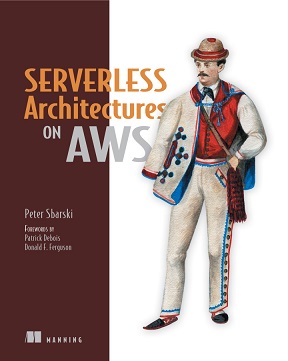 SERVERLESS
Architectures
ON AWS
Peter Sbarski
FOREWORDS BY
Patrick Debois
Donald F. Ferguson
MANNING